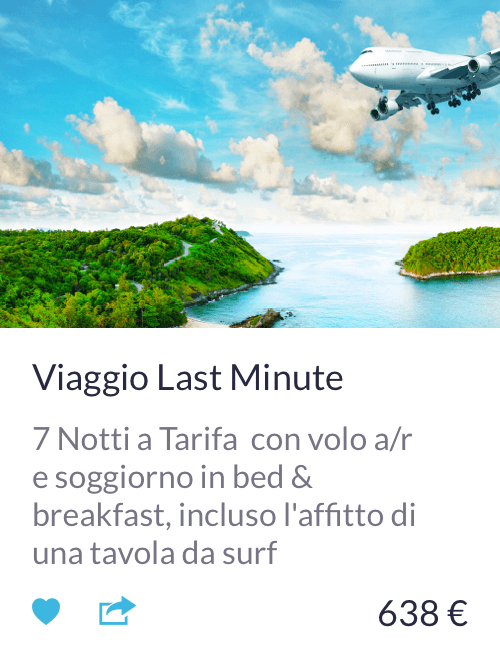 Viaggio Last Minute
7 Notti a Tarifa con volo a/r
e soggiorno in bed &
breakfast, incluso l'affitto di
una tavola da surf
638 €